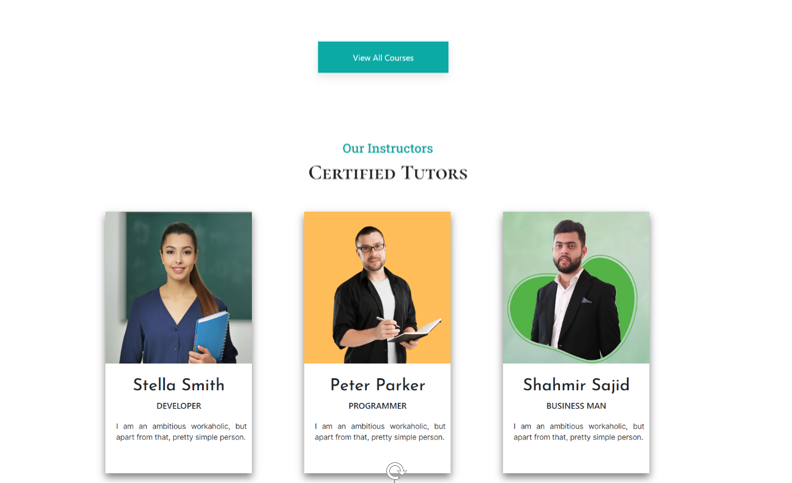 View All Courses
Our Instructors
Certified Tutors
Stella Smith
DEVELOPER
I am an ambitious workaholic, but
apart from that, pretty simple person.
Peter Parker
PROGRAMMER
I am an ambitious workaholic, but
apart from that, pretty simple person.
Shahmir Sajid
BUSINESS MAN
I am an ambitious workaholic, but
apart from that, pretty simple person.